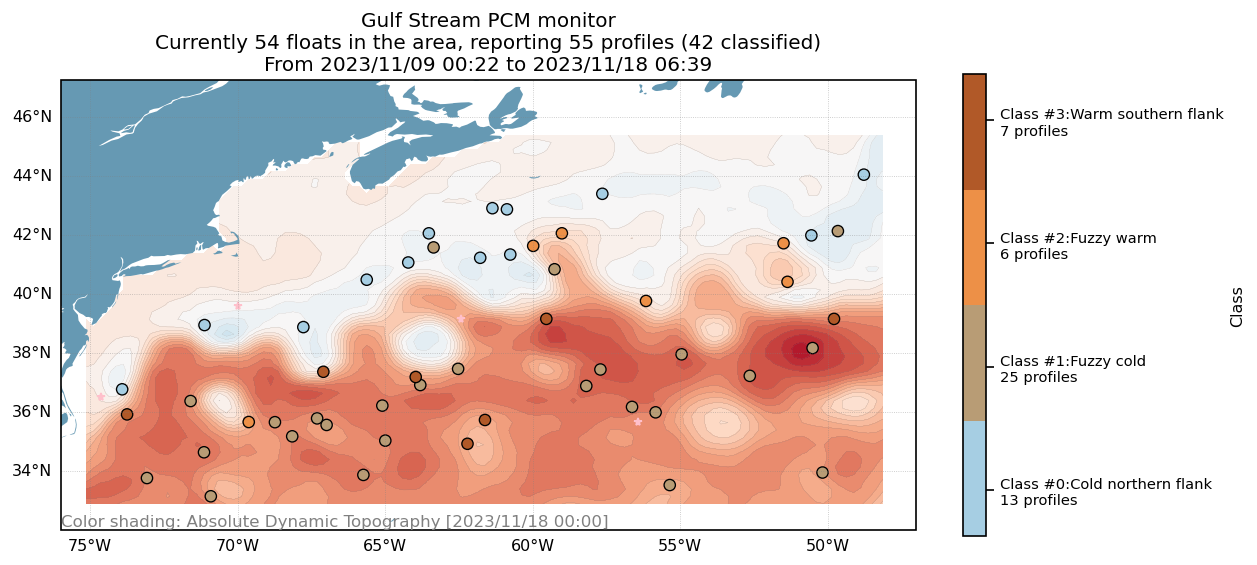 Gulf Stream PCM monitor
Currently 54 floats in the area, reporting 55 profiles (42 classified)
From 2023/11/09 00:22 to 2023/11/18 06:39
46°N
44°N
42°N
40°N
38°N
36°N
34°N
Color shading: Absolute Dynamic Topography [2023/11/18 00:00]
75°W
70°W
65°W
60°W
55°W
50°W
Class #3:Warm southern flank
7 profiles
Class #2:Fuzzy warm
6 profiles
Class #1:Fuzzy cold
25 profiles
Class #0:Cold northern flank
13 profiles
Class